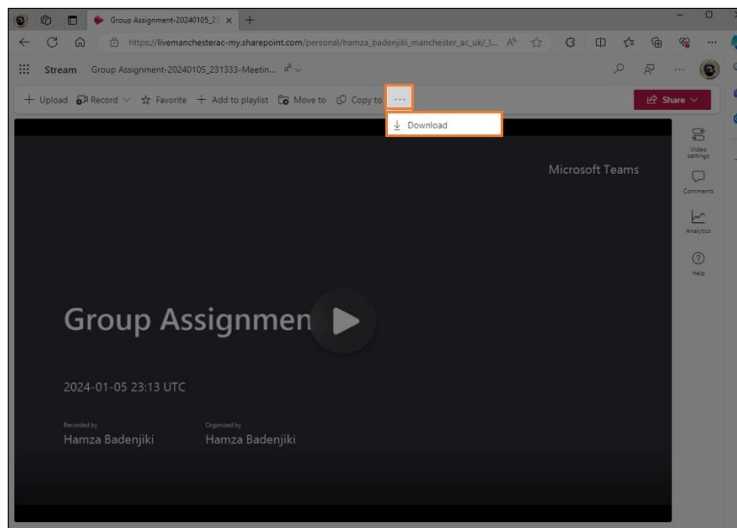 Group Assignment-20240105_23
https://livemanchesterac-my.sharepoint.com/personal/hamza_badenjiki_manchester_ac_uk/_l...
Stream Group Assignment-20240105_231333-Meetin...
Upload Record Favorite Add to playlist Move to Copy to ... Share
Download
Microsoft Teams
Video settings
Comments
Analytics
Help
Group Assignmen
2024-01-05 23:13 UTC
Recorded by Organized by
Hamza Badenjiki Hamza Badenjiki